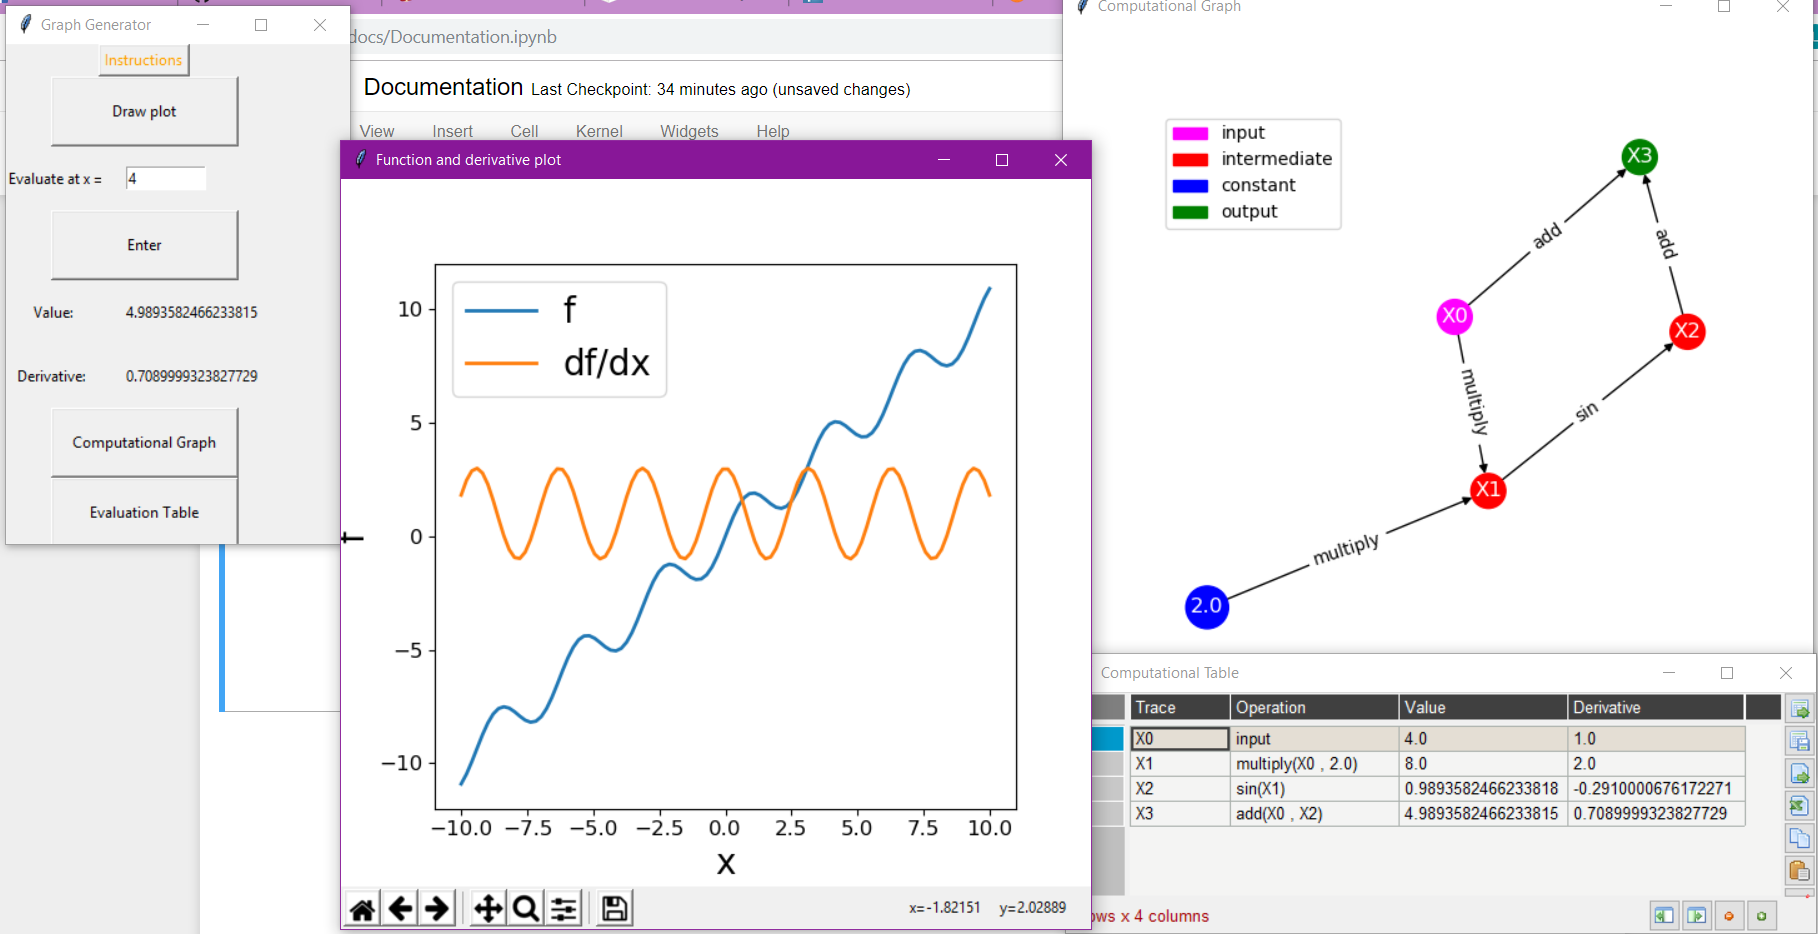 Graph Generator
Instructions
Draw plot
Evaluate at x = 4
Enter
Value: 4.9893582466233815
Derivative: 0.7089999323827729
Computational Graph
Evaluation Table
docs/Documentation.ipynb
Documentation Last Checkpoint: 34 minutes ago (unsaved changes)
View Insert Cell Kernel Widgets Help
Function and derivative plot
f
df/dx
10
5
0
−5
−10
f
−10.0 −7.5 −5.0 −2.5 0.0 2.5 5.0 7.5 10.0
x
x=-1.82151 y=2.02889
Computational Graph
input
intermediate
constant
output
X3
add
add
X0
X2
multiply
sin
X1
multiply
2.0
Computational Table
Trace Operation Value Derivative
X0 input 4.0 1.0
X1 multiply(X0 , 2.0) 8.0 2.0
X2 sin(X1) 0.9893582466233818 -0.2910000676172271
X3 add(X0 , X2) 4.9893582466233815 0.7089999323827729
ows x 4 columns